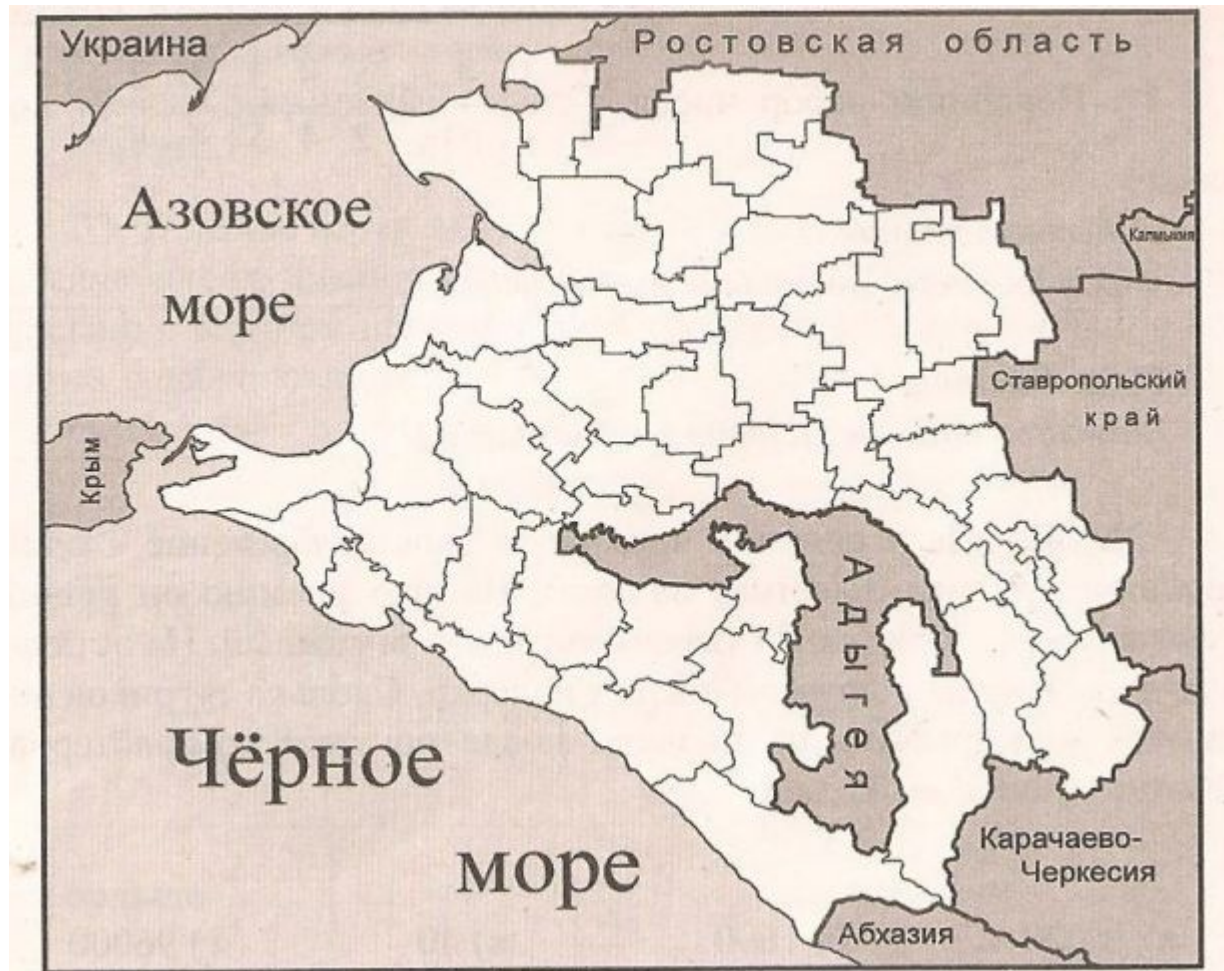 Украина
Ростовская область
Азовское
море
Калмыкия
Ставропольский
край
Крым
Адыгея
Чёрное
море
Карачаево-
Черкесия
Абхазия